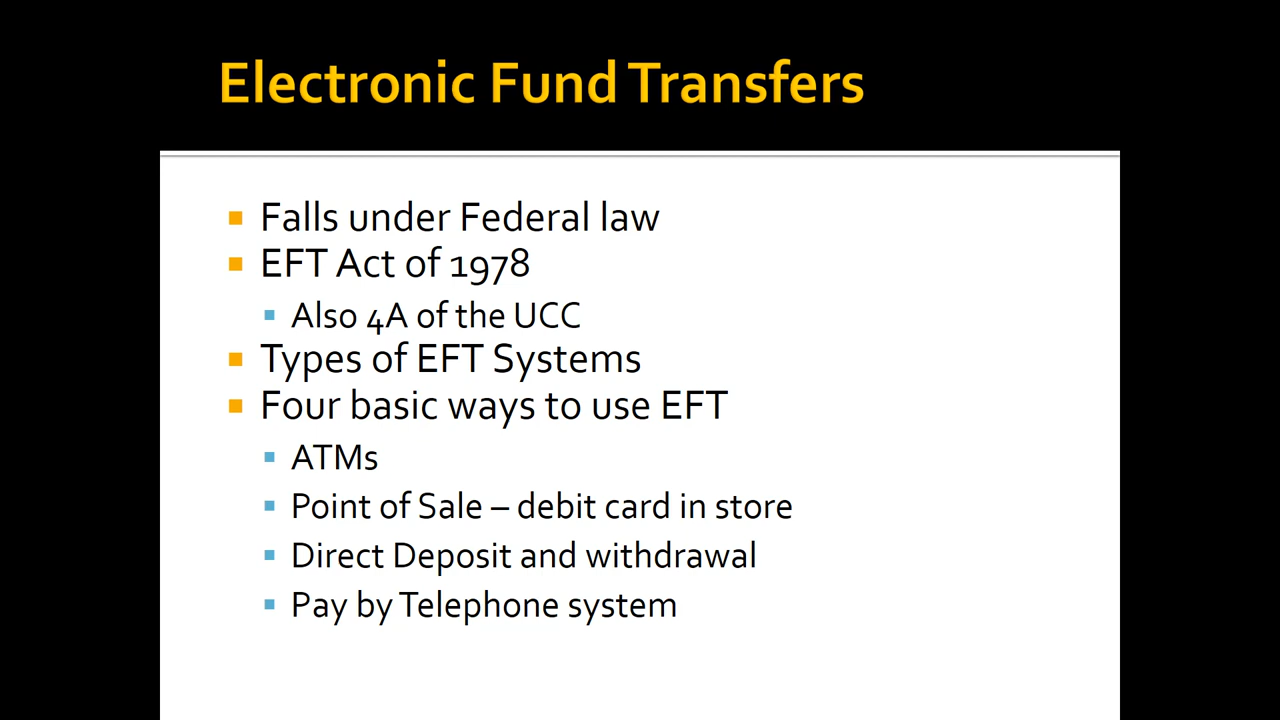 Electronic Fund Transfers
Falls under Federal law
EFT Act of 1978
Also 4A of the UCC
Types of EFT Systems
Four basic ways to use EFT
ATMs
Point of Sale – debit card in store
Direct Deposit and withdrawal
Pay by Telephone system